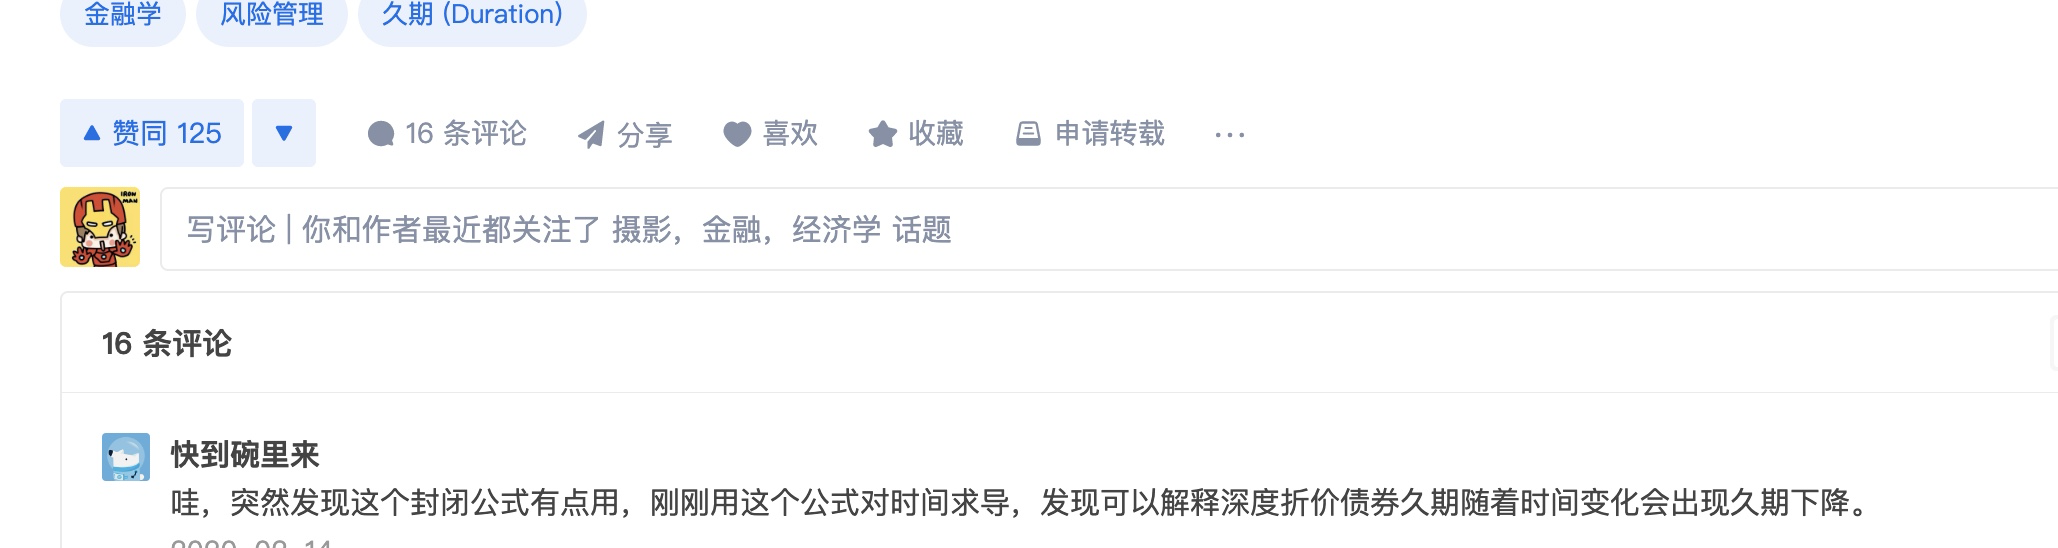 金融学 风险管理 久期 (Duration)
赞同 125 16 条评论 分享 喜欢 收藏 申请转载
IRON
MAN
写评论 | 你和作者最近都关注了 摄影，金融，经济学 话题
16 条评论
快到碗里来
哇，突然发现这个封闭公式有点用，刚刚用这个公式对时间求导，发现可以解释深度折价债券久期随着时间变化会出现久期下降。